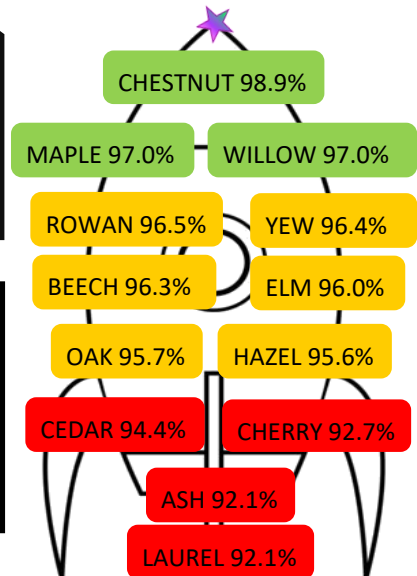 CHESTNUT 98.9%
MAPLE 97.0% WILLOW 97.0%
ROWAN 96.5% YEW 96.4%
BEECH 96.3% ELM 96.0%
OAK 95.7% HAZEL 95.6%
CEDAR 94.4% CHERRY 92.7%
ASH 92.1%
LAUREL 92.1%